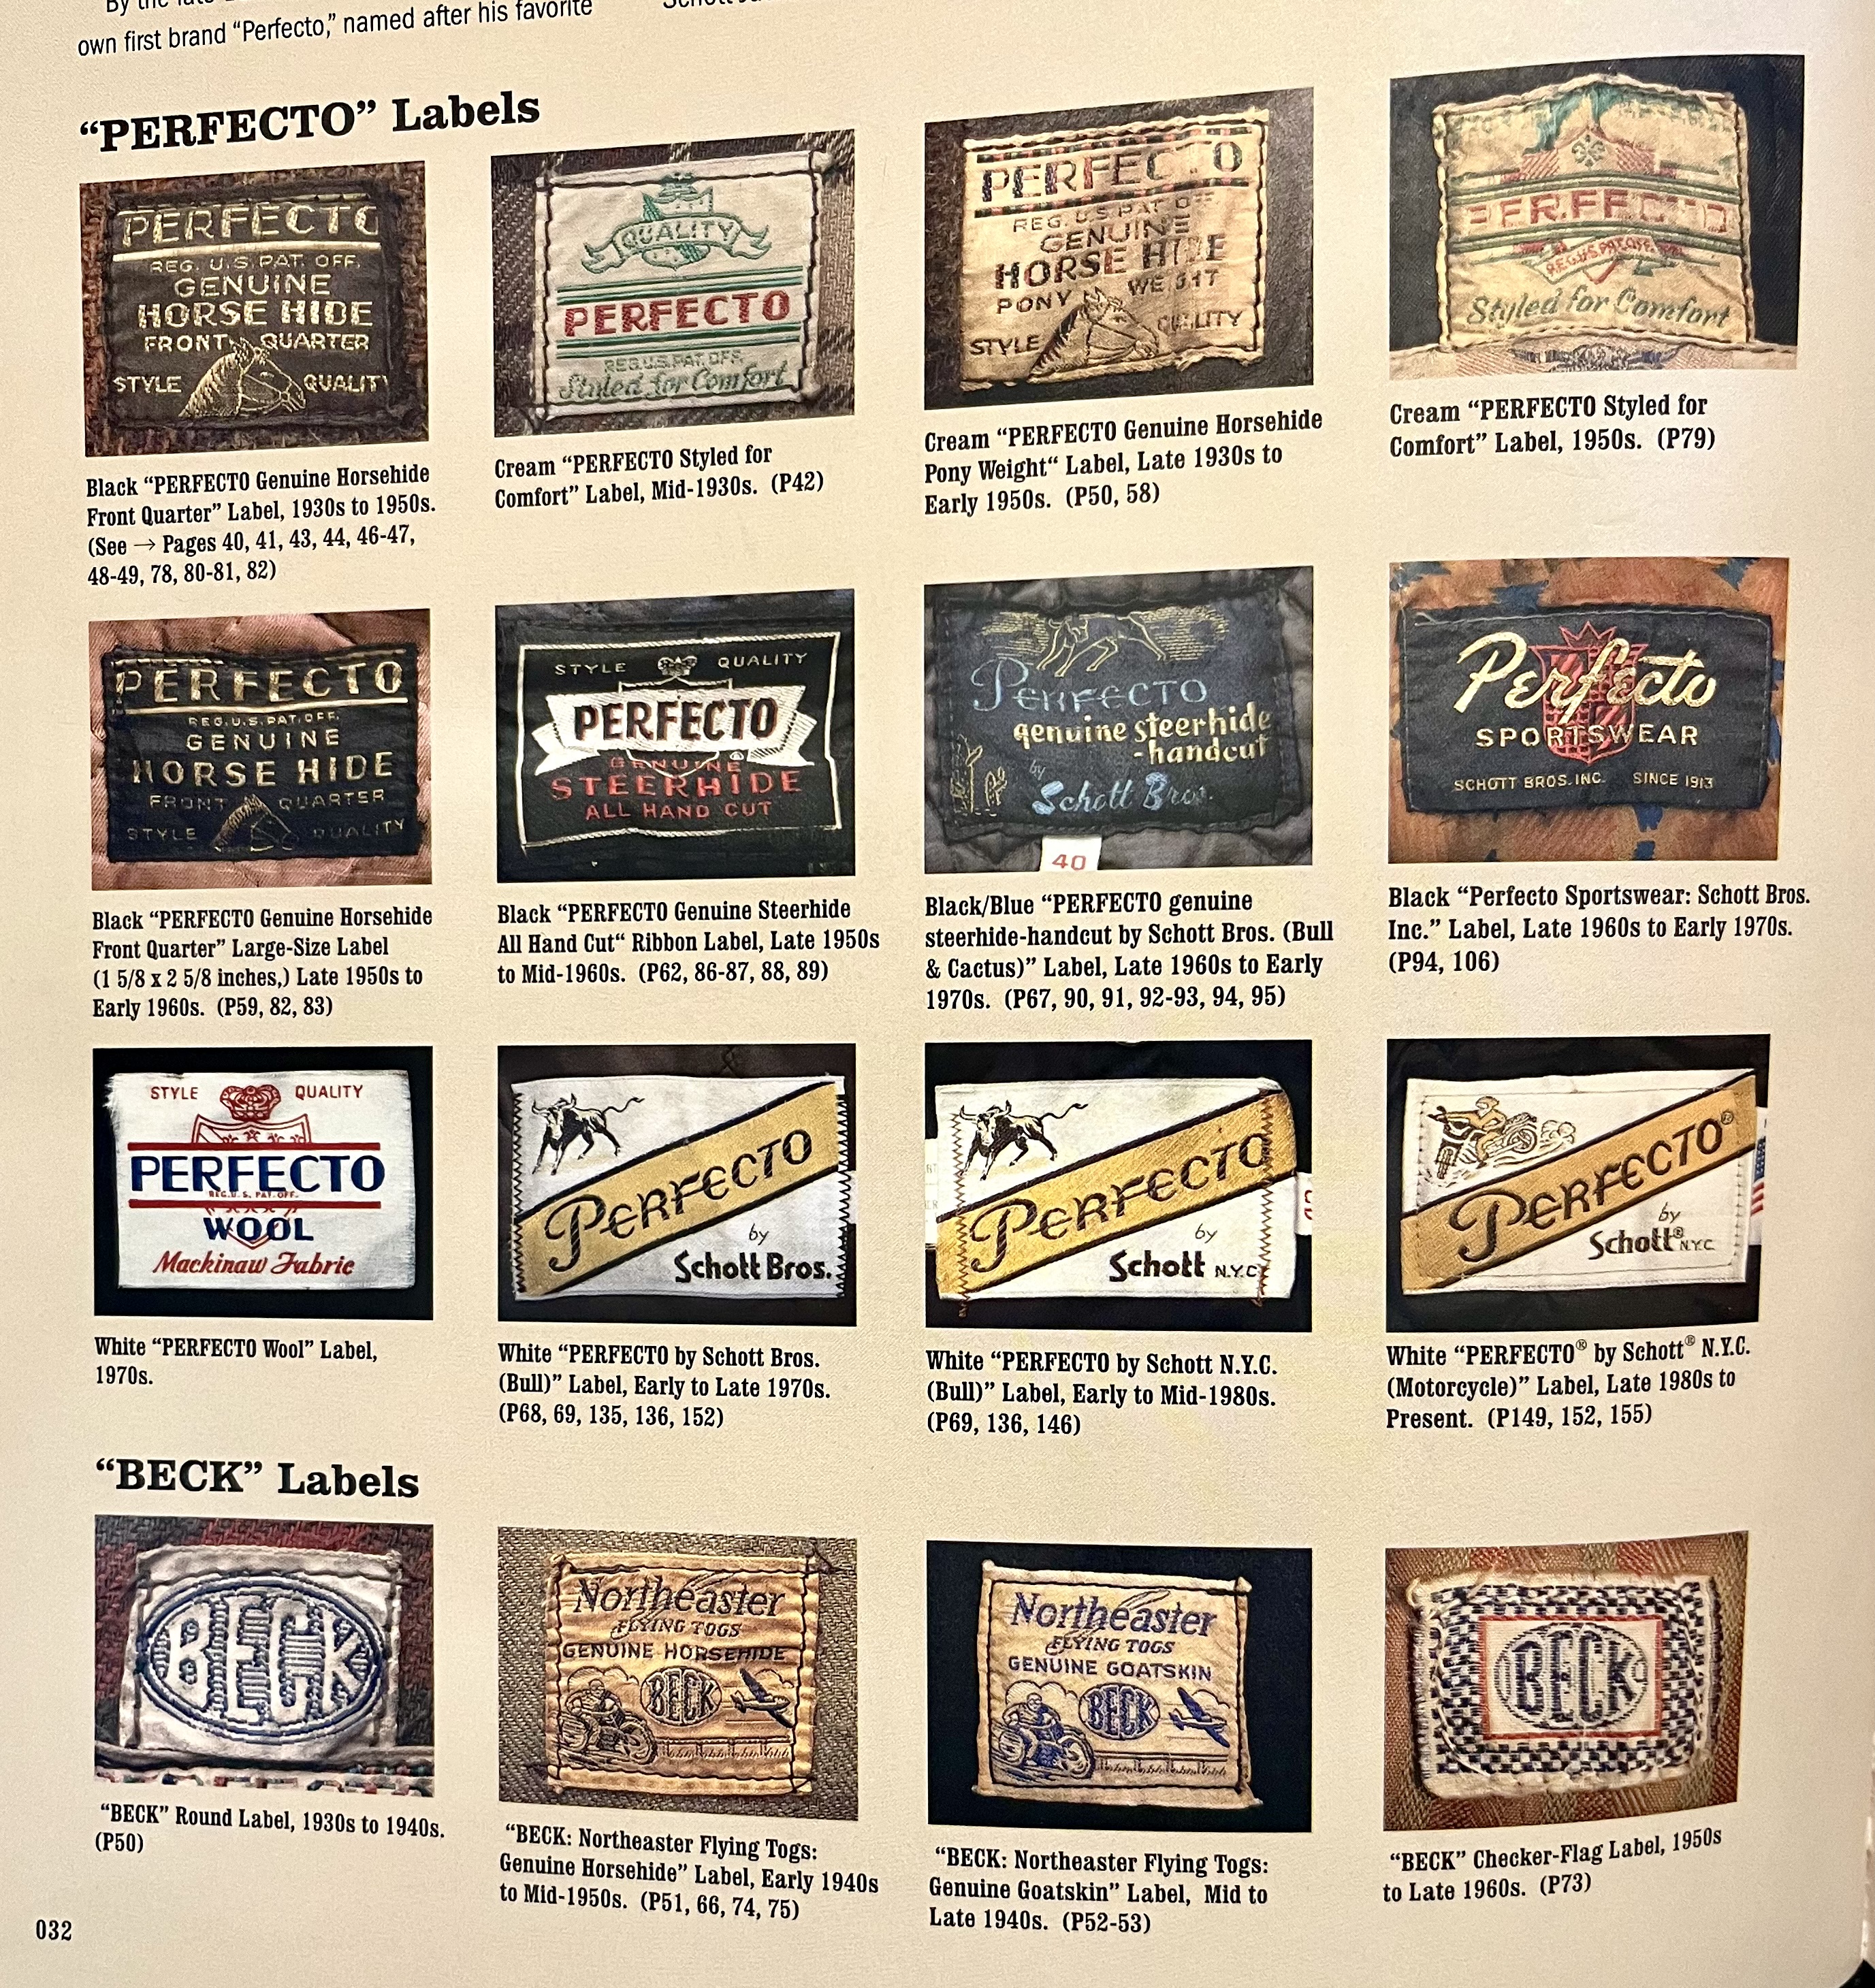 By the
own first brand “Perfecto,” named after his favorite
“PERFECTO” Labels
PERFECTO
REG. U.S. PAT. OFF.
GENUINE
HORSE HIDE
FRONT QUARTER
STYLE QUALITY
QUALITY
PERFECTO
REG.U.S.PAT.OFF.
Styled for Comfort
PERFEC O
REG. U.S. PAT. OFF
GENUINE
HORSE HIDE
PONY
STYLE QUALITY
PERFECTO
REG.U.S.PAT.OFF.
Styled for Comfort
Black “PERFECTO Genuine Horsehide
Front Quarter” Label, 1930s to 1950s.
(See → Pages 40, 41, 43, 44, 46-47,
48-49, 78, 80-81, 82)
Cream “PERFECTO Styled for
Comfort” Label, Mid-1930s. (P42)
Cream “PERFECTO Genuine Horsehide
Pony Weight“ Label, Late 1930s to
Early 1950s. (P50, 58)
Cream “PERFECTO Styled for
Comfort” Label, 1950s. (P79)
PERFECTO
REG.U.S.PAT.OFF.
GENUINE
HORSE HIDE
FRONT QUARTER
STYLE QUALITY
STYLE QUALITY
PERFECTO
GENUINE
STEERHIDE
ALL HAND CUT
PERFECTO
genuine steerhide
-handcut
by
Schott Bros.
40
Perfecto
SPORTSWEAR
SCHOTT BROS. INC. SINCE 1913
Black “PERFECTO Genuine Horsehide
Front Quarter” Large-Size Label
(1 5/8 x 2 5/8 inches,) Late 1950s to
Early 1960s. (P59, 82, 83)
Black “PERFECTO Genuine Steerhide
All Hand Cut“ Ribbon Label, Late 1950s
to Mid-1960s. (P62, 86-87, 88, 89)
Black/Blue “PERFECTO genuine
steerhide-handcut by Schott Bros. (Bull
& Cactus)” Label, Late 1960s to Early
1970s. (P67, 90, 91, 92-93, 94, 95)
Black “Perfecto Sportswear: Schott Bros.
Inc.” Label, Late 1960s to Early 1970s.
(P94, 106)
STYLE QUALITY
PERFECTO
REG. U. S. PAT. OFF.
WOOL
Mackinaw Fabric
PERFECTO
by
Schott Bros.
PERFECTO
by
Schott N.Y.C.
PERFECTO®
by
Schott® N.Y.C.
White “PERFECTO Wool” Label,
1970s.
White “PERFECTO by Schott Bros.
(Bull)” Label, Early to Late 1970s.
(P68, 69, 135, 136, 152)
White “PERFECTO by Schott N.Y.C.
(Bull)” Label, Early to Mid-1980s.
(P69, 136, 146)
White “PERFECTO® by Schott® N.Y.C.
(Motorcycle)” Label, Late 1980s to
Present. (P149, 152, 155)
“BECK” Labels
BECK
Northeaster
FLYING TOGS
GENUINE HORSEHIDE
BECK
Northeaster
FLYING TOGS
GENUINE GOATSKIN
BECK
BECK
“BECK” Round Label, 1930s to 1940s.
(P50)
“BECK: Northeaster Flying Togs:
Genuine Horsehide” Label, Early 1940s
to Mid-1950s. (P51, 66, 74, 75)
“BECK: Northeaster Flying Togs:
Genuine Goatskin” Label, Mid to
Late 1940s. (P52-53)
“BECK” Checker-Flag Label, 1950s
to Late 1960s. (P73)
032